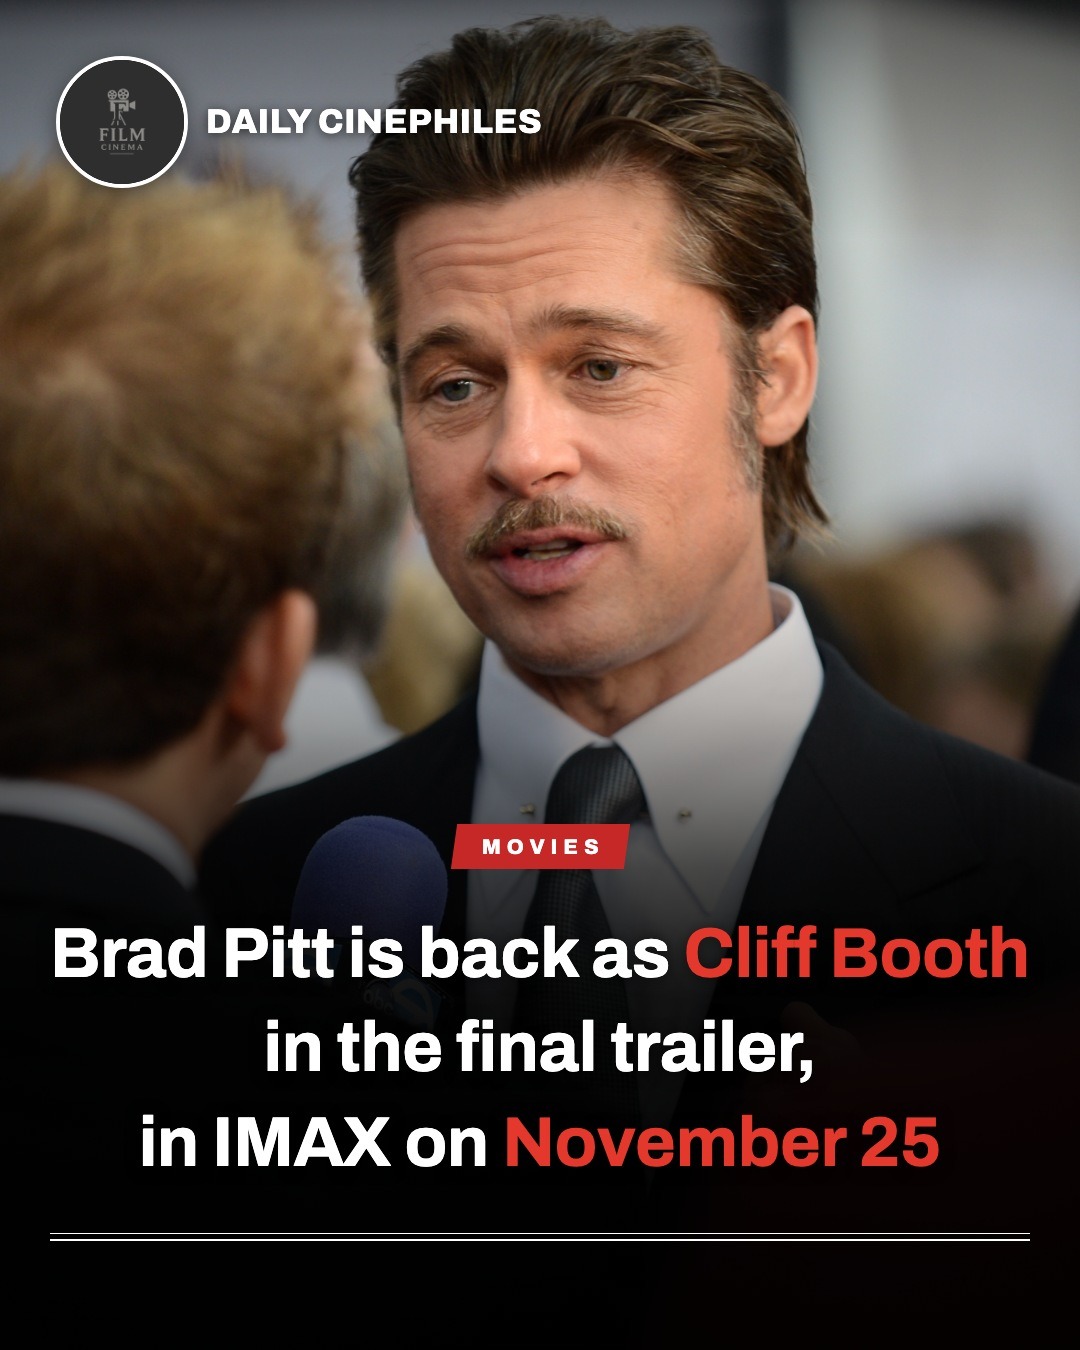 FILM
CINEMA
DAILY CINEPHILES
MOVIES
Brad Pitt is back as Cliff Booth
in the final trailer,
in IMAX on November 25